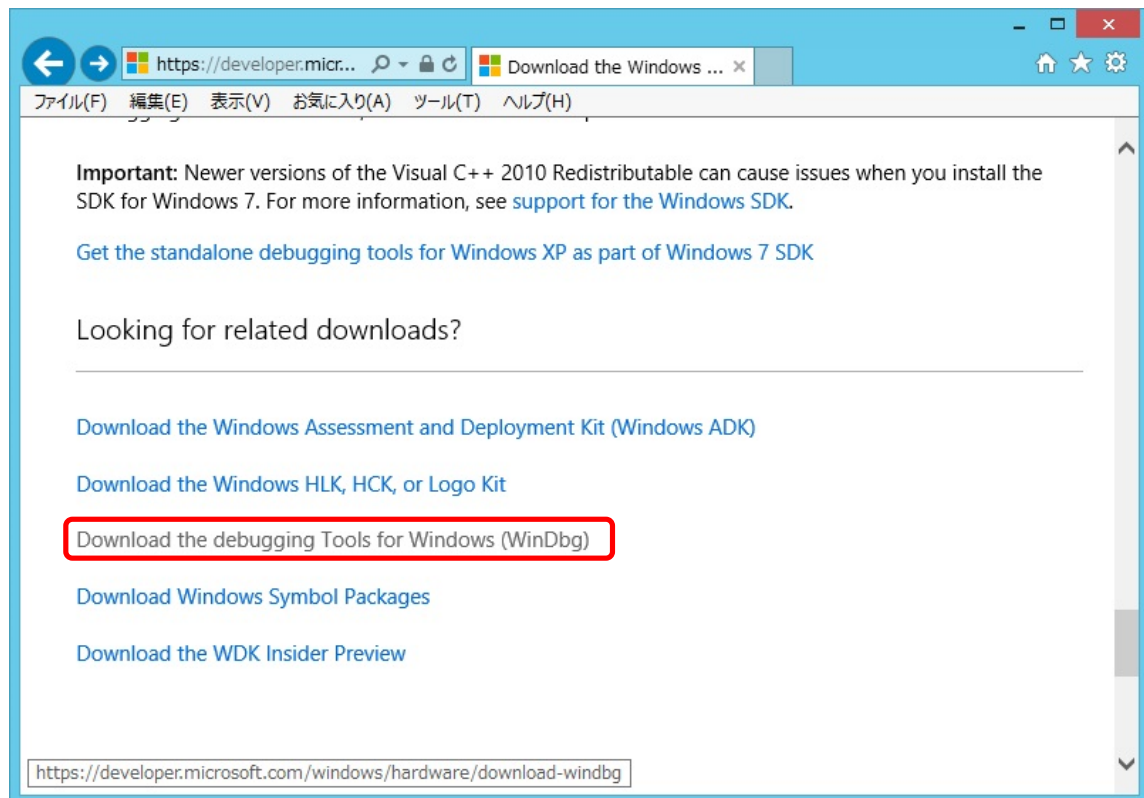 https://developer.micr...
Download the Windows ...
ファイル(F) 編集(E) 表示(V) お気に入り(A) ツール(T) ヘルプ(H)
Important: Newer versions of the Visual C++ 2010 Redistributable can cause issues when you install the
SDK for Windows 7. For more information, see support for the Windows SDK.
Get the standalone debugging tools for Windows XP as part of Windows 7 SDK
Looking for related downloads?
Download the Windows Assessment and Deployment Kit (Windows ADK)
Download the Windows HLK, HCK, or Logo Kit
Download the debugging Tools for Windows (WinDbg)
Download Windows Symbol Packages
Download the WDK Insider Preview
https://developer.microsoft.com/windows/hardware/download-windbg